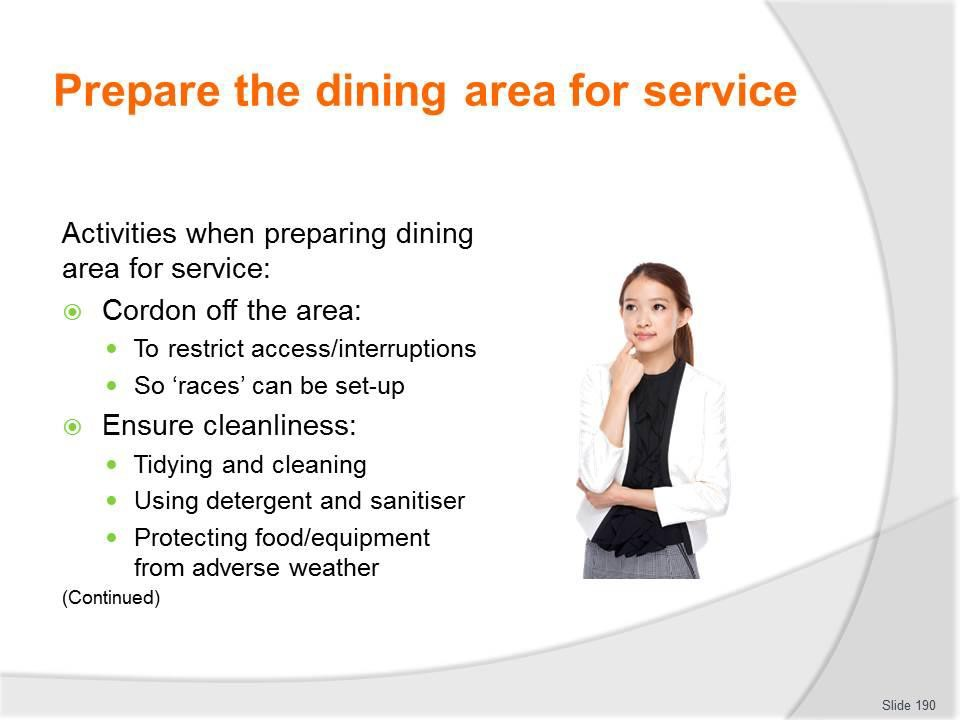 Prepare the dining area for service
Activities when preparing dining
area for service:
Cordon off the area:
To restrict access/interruptions
So ‘races’ can be set-up
Ensure cleanliness:
Tidying and cleaning
Using detergent and sanitiser
Protecting food/equipment
from adverse weather
(Continued)
Slide 190